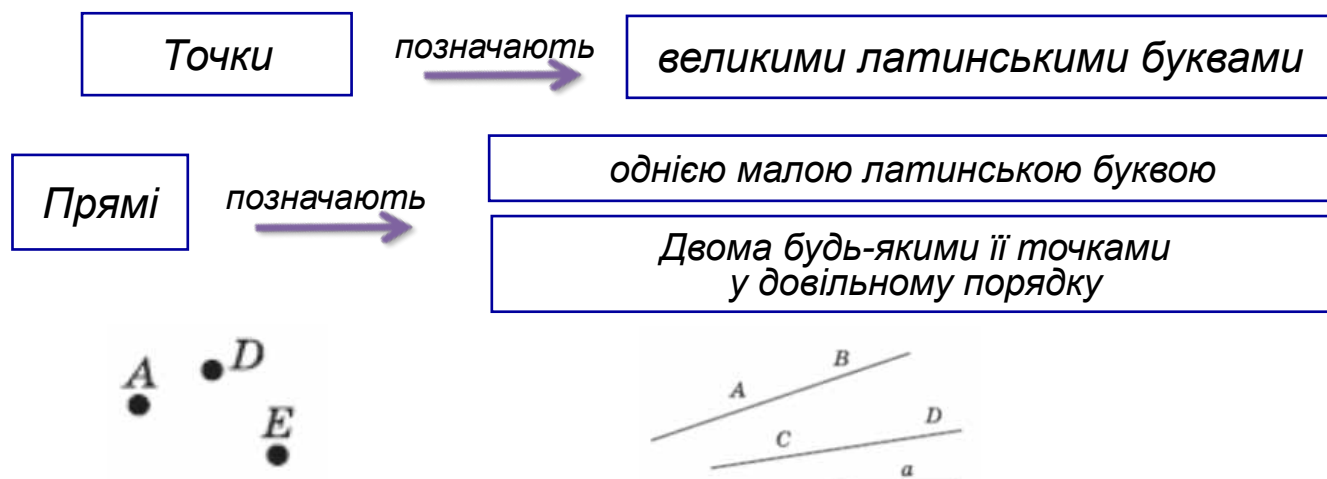 Точки
позначають
великими латинськими буквами
Прямі
позначають
однією малою латинською буквою
Двома будь-якими її точками
у довільному порядку
A
D
E
A
B
C
D
a